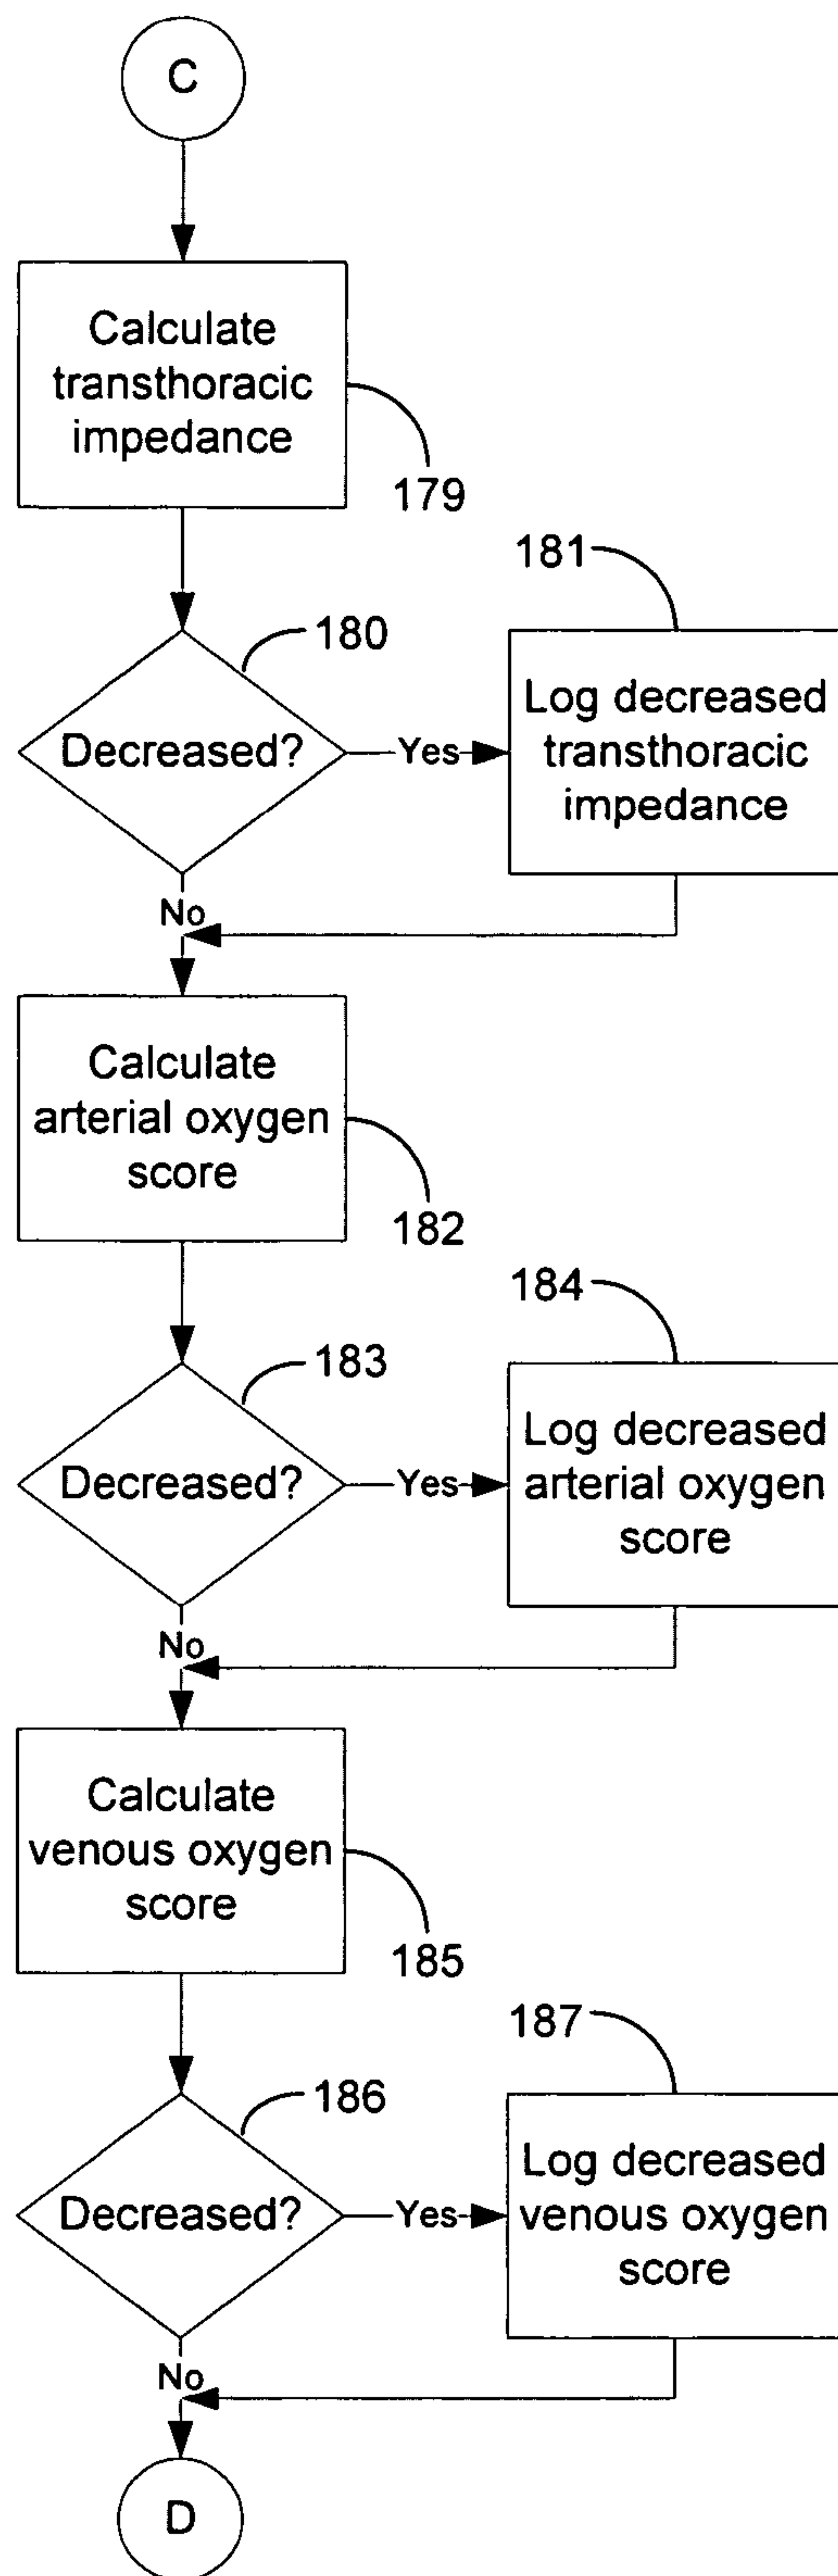 C
Calculate
transthoracic
impedance
179
181
180
Decreased?
Yes
Log decreased
transthoracic
impedance
No
Calculate
arterial oxygen
score
182
184
183
Decreased?
Yes
Log decreased
arterial oxygen
score
No
Calculate
venous oxygen
score
185
187
186
Decreased?
Yes
Log decreased
venous oxygen
score
No
D